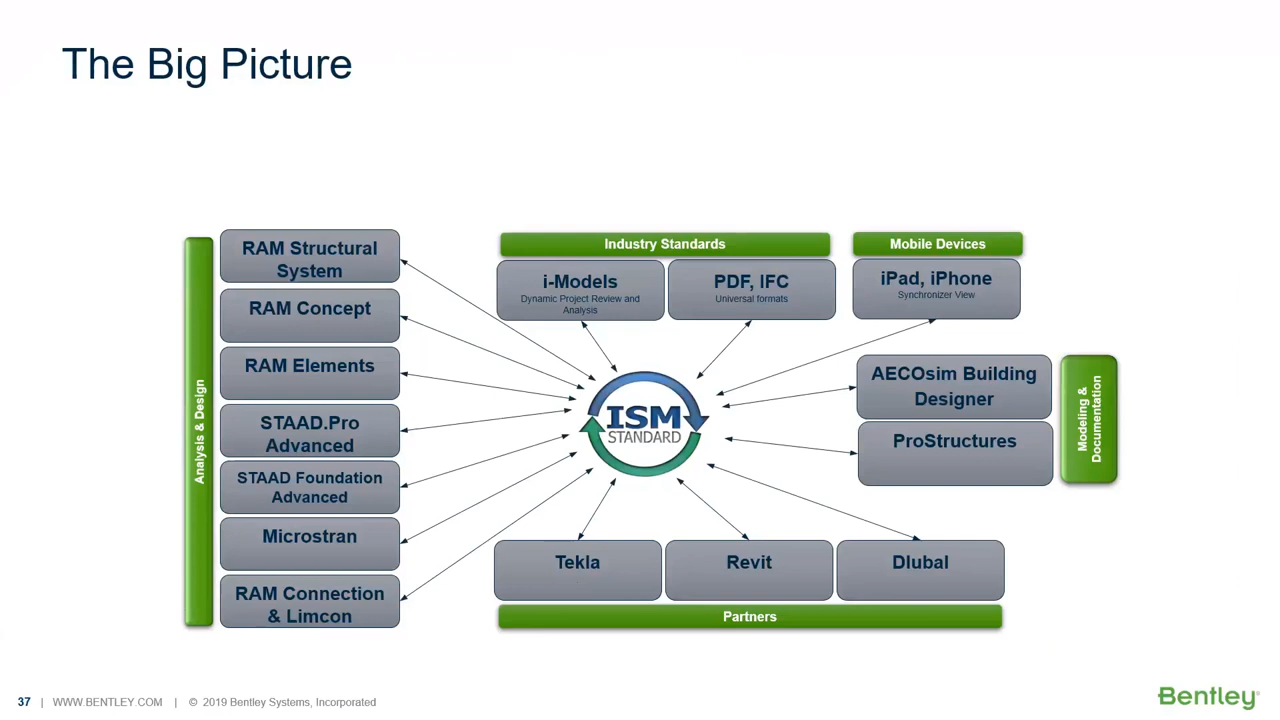 The Big Picture
Analysis & Design
RAM Structural
System
RAM Concept
RAM Elements
STAAD.Pro
Advanced
STAAD Foundation
Advanced
Microstran
RAM Connection
& Limcon
Industry Standards
i-Models
Dynamic Project Review and
Analysis
PDF, IFC
Universal formats
Mobile Devices
iPad, iPhone
Synchronizer View
ISM
STANDARD
AECOsim Building
Designer
ProStructures
Modeling &
Documentation
Tekla
Revit
Dlubal
Partners
37 | WWW.BENTLEY.COM | © 2019 Bentley Systems, Incorporated
Bentley®